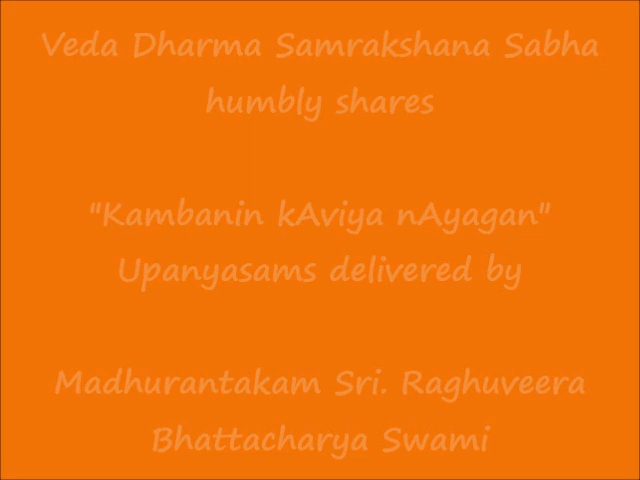 Veda Dharma Samrakshana Sabha
humbly shares
"Kambanin kAviya nAyagan"
Upanyasams delivered by
Madhurantakam Sri. Raghuveera
Bhattacharya Swami